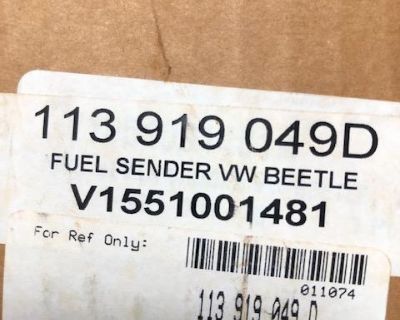 113 919 049D
FUEL SENDER VW BEETLE
V1551001481
For Ref Only:
011074
113 919 049 D